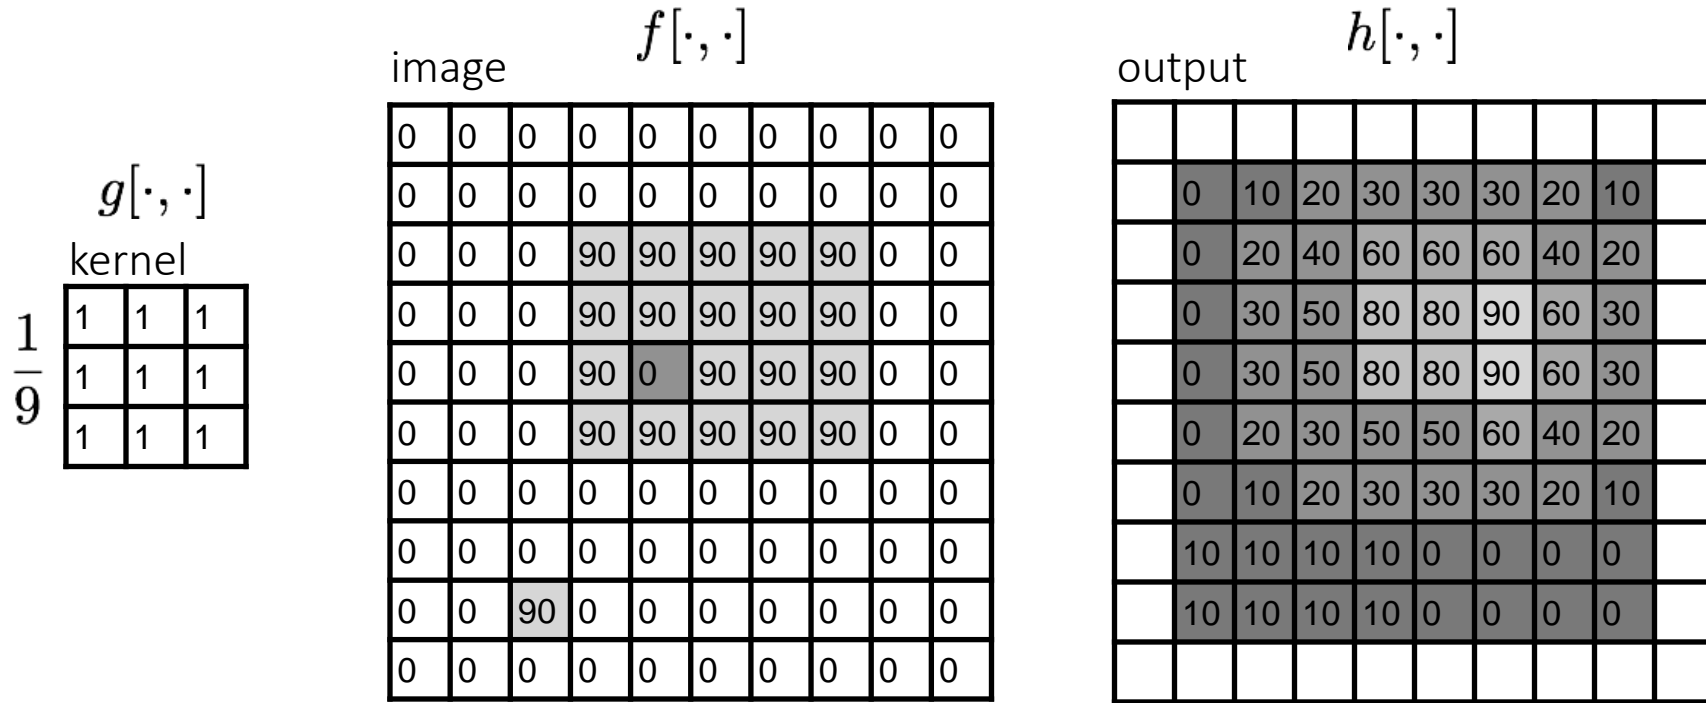 f[·, ·]
h[·, ·]
image
output
g[·, ·]
kernel
1/9
1 1 1
1 1 1
1 1 1
0 0 0 0 0 0 0 0 0 0
0 0 0 0 0 0 0 0 0 0
0 0 0 90 90 90 90 90 0 0
0 0 0 90 90 90 90 90 0 0
0 0 0 90 0 90 90 90 0 0
0 0 0 90 90 90 90 90 0 0
0 0 0 0 0 0 0 0 0 0
0 0 0 0 0 0 0 0 0 0
0 0 90 0 0 0 0 0 0 0
0 0 0 0 0 0 0 0 0 0
0 10 20 30 30 30 20 10
0 20 40 60 60 60 40 20
0 30 50 80 80 90 60 30
0 30 50 80 80 90 60 30
0 20 30 50 50 60 40 20
0 10 20 30 30 30 20 10
10 10 10 10 0 0 0 0
10 10 10 10 0 0 0 0